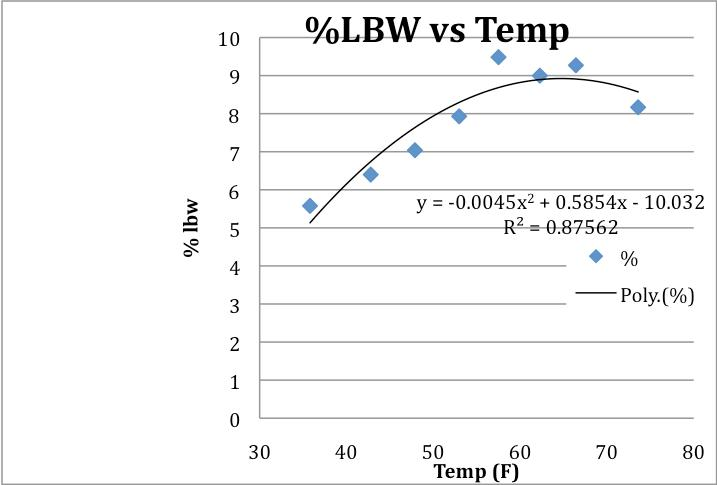 %LBW vs Temp
10
9
8
7
6
5
4
3
2
1
0
% lbw
y = -0.0045x² + 0.5854x - 10.032
R² = 0.87562
%
Poly.(%)
30 40 50 60 70 80
Temp (F)